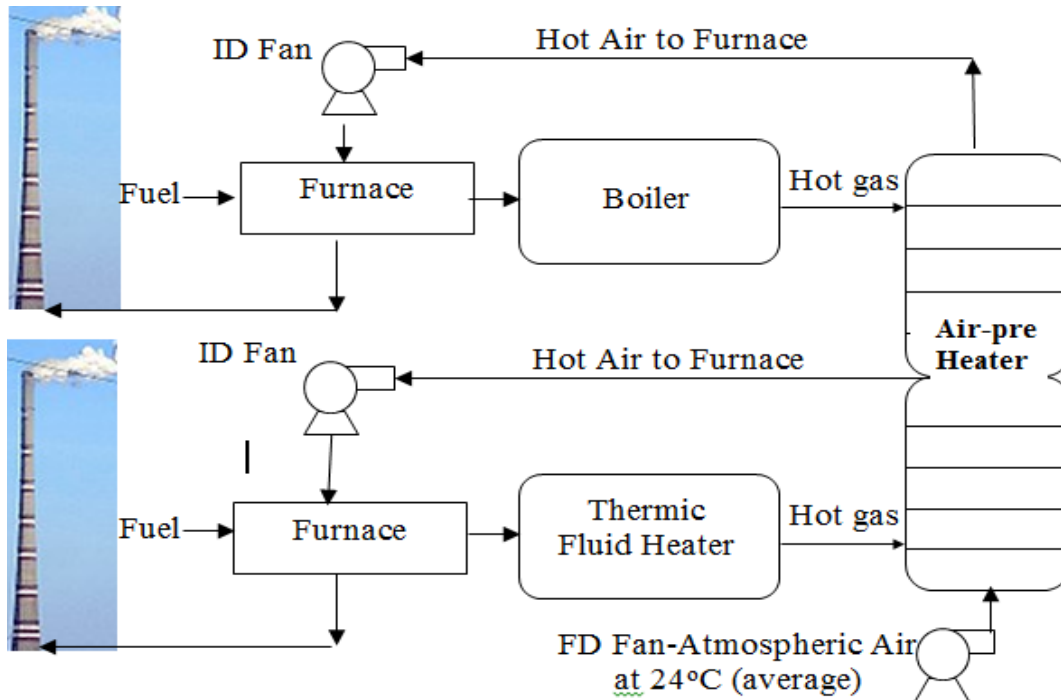 ID Fan
Hot Air to Furnace
Fuel
Furnace
Boiler
Hot gas
Air-pre
Heater
ID Fan
Hot Air to Furnace
Fuel
Furnace
Thermic
Fluid Heater
Hot gas
FD Fan-Atmospheric Air
at 24°C (average)